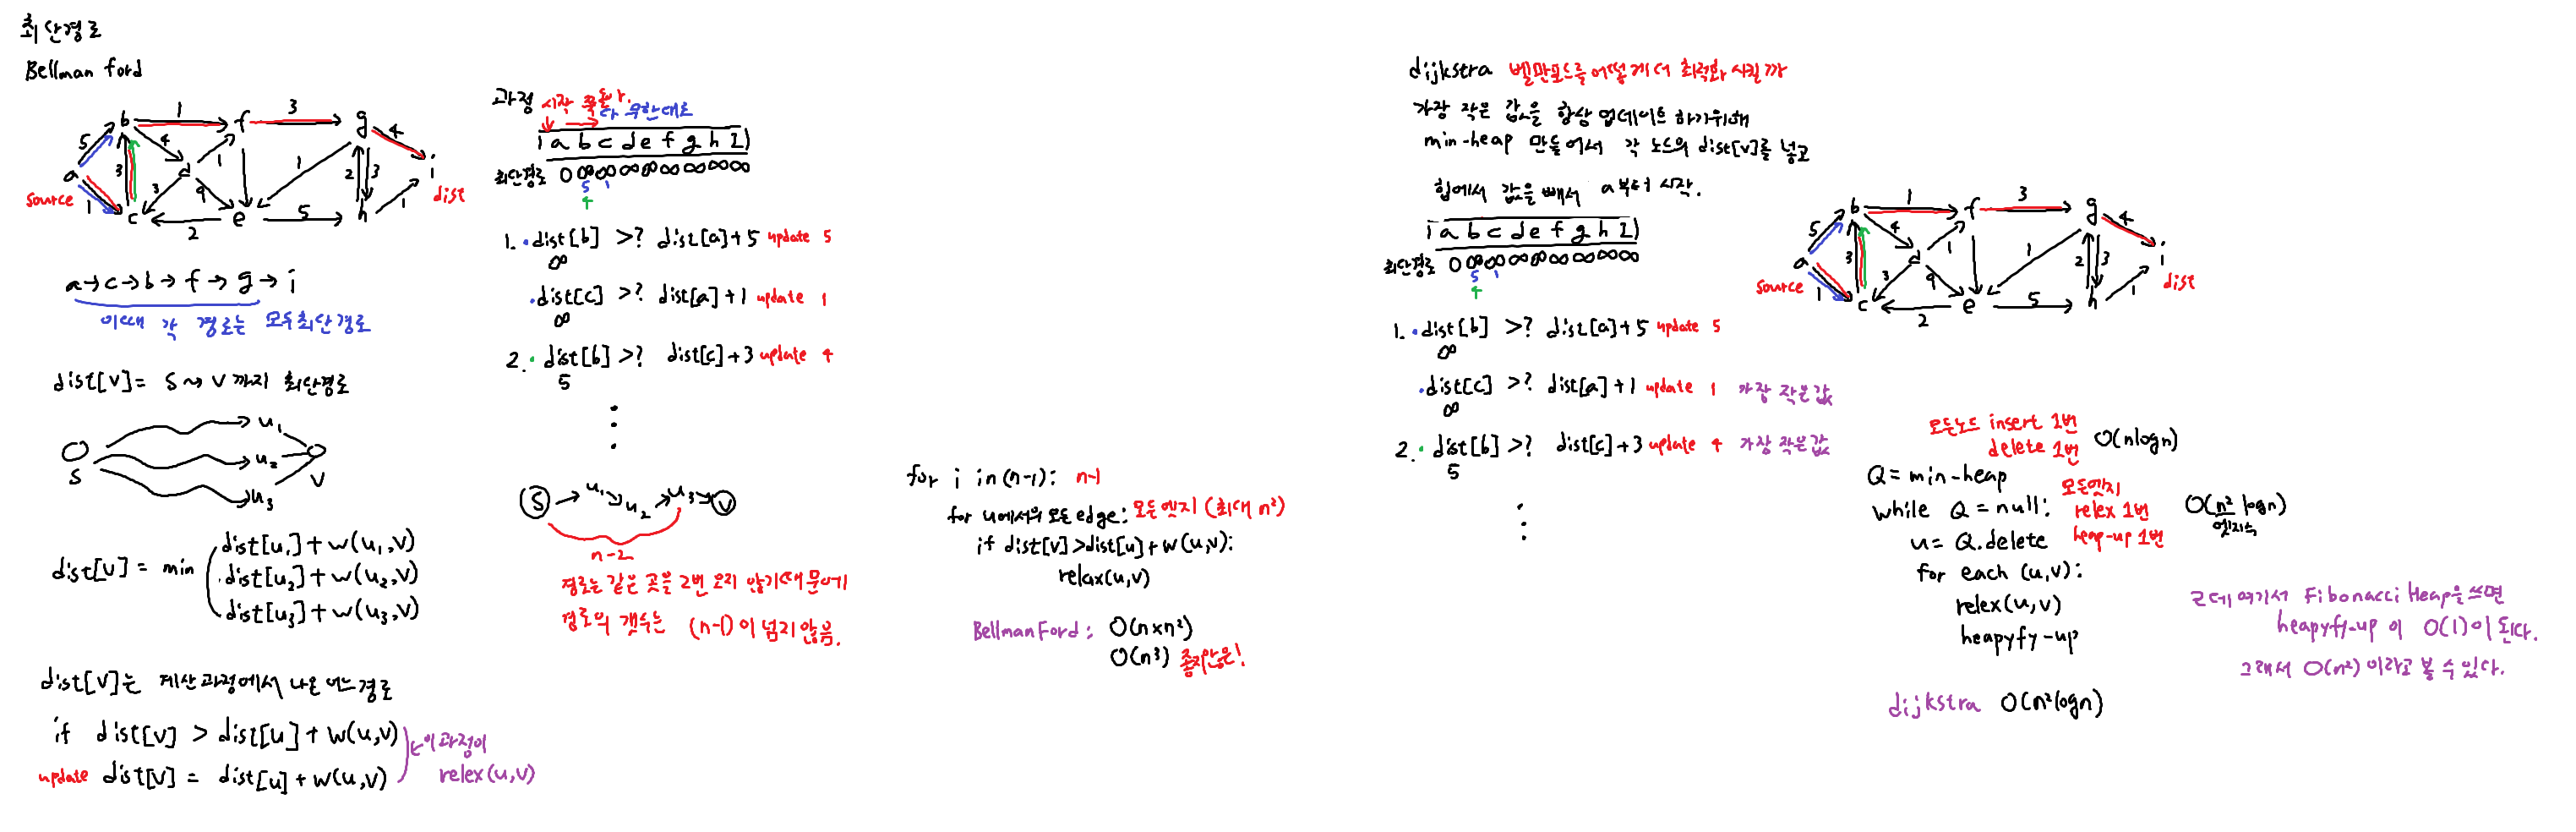 최단경로
Bellman ford
b 1 f 3 g
5 4 4
a 3 d 1 1 2 3 i
source 1 3 9 dist
c 2 e 5 h 1
a→c→b→f→g→i
이때 각 경로는 모두최단경로
dist[v] = s⇝v 까지 최단경로
u₁
s u₂ v
u₃
dist[u₁] + w(u₁,v)
dist[v] = min dist[u₂] + w(u₂,v)
dist[u₃] + w(u₃,v)
dist[v]는 계산과정에서 나온 어느경로
if dist[v] > dist[u] + w(u,v) 이과정이
update dist[v] = dist[u] + w(u,v) relex(u,v)
과정 시작 쭉돈다. 다 무한대로
i a b c d e f g h I
최단경로 0 ∞ ∞ ∞ ∞ ∞ ∞ ∞ ∞
5 1
4
1. dist[b] >? dist[a]+5 update 5
∞
dist[c] >? dist[a]+1 update 1
∞
2. dist[b] >? dist[c]+3 update 4
5
s → u₁ → u₂ → u₃ → v
n-2
경로는 같은 곳을 2번 오지 않기때문에
경로의 갯수는 (n-1)이 넘지 않음.
for i in (n-1): n-1
for u에서의 모든 edge: 모든엣지 (최대 n²)
if dist[v]>dist[u]+w(u,v):
relax(u,v)
BellmanFord: O(n×n²)
O(n³) 좋지않음!
dijkstra 벨만포드를 어떻게 더 최적화 시킬까
가장 작은 값을 항상 업데이트 하기위해
min-heap 만들어서 각 노드의 dist[v]를 넣고
힙에서 값을 빼서 a부터 시작.
i a b c d e f g h I
최단경로 0 ∞ ∞ ∞ ∞ ∞ ∞ ∞ ∞
5 1
4
1. dist[b] >? dist[a]+5 update 5
∞
dist[c] >? dist[a]+1 update 1 가장 작은값
∞
2. dist[b] >? dist[c]+3 update 4 가장 작은값
5
b 1 f 3 g
5 4 4
a 3 d 1 1 2 3 i
source 1 3 9 dist
c 2 e 5 h 1
모든노드 insert 1번
delete 1번 O(nlogn)
Q = min-heap
while Q = null:
모든엣지
relex 1번
heap-up 1번
O(n² logn)
엣지수
u = Q.delete
for each (u,v):
relex(u,v)
heapyfy-up
근데 여기서 Fibonacci Heap을 쓰면
heapyfy-up 이 O(1)이 된다.
그래서 O(n²) 이라고 볼 수 있다.
dijkstra O(n²logn)